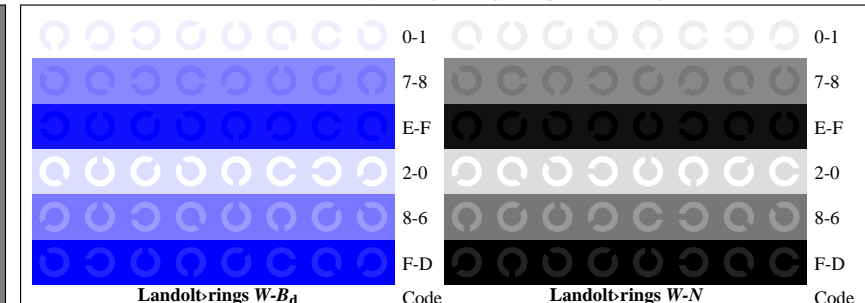 0-1 0-1
7-8 7-8
E-F E-F
2-0 2-0
8-6 8-6
F-D F-D
Landolt›rings W-Bd Code Landolt›rings W-N Code